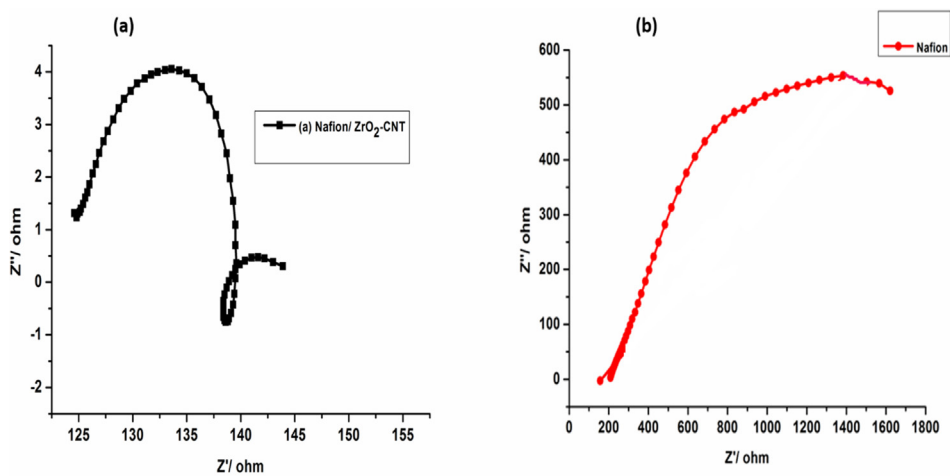 (a)
4
3
2
1
0
-1
-2
Z''/ ohm
(a) Nafion/ ZrO2-CNT
125 130 135 140 145 150 155
Z'/ ohm
(b)
600
500
400
300
200
100
0
Z''/ ohm
Nafion
0 200 400 600 800 1000 1200 1400 1600 1800
Z'/ ohm